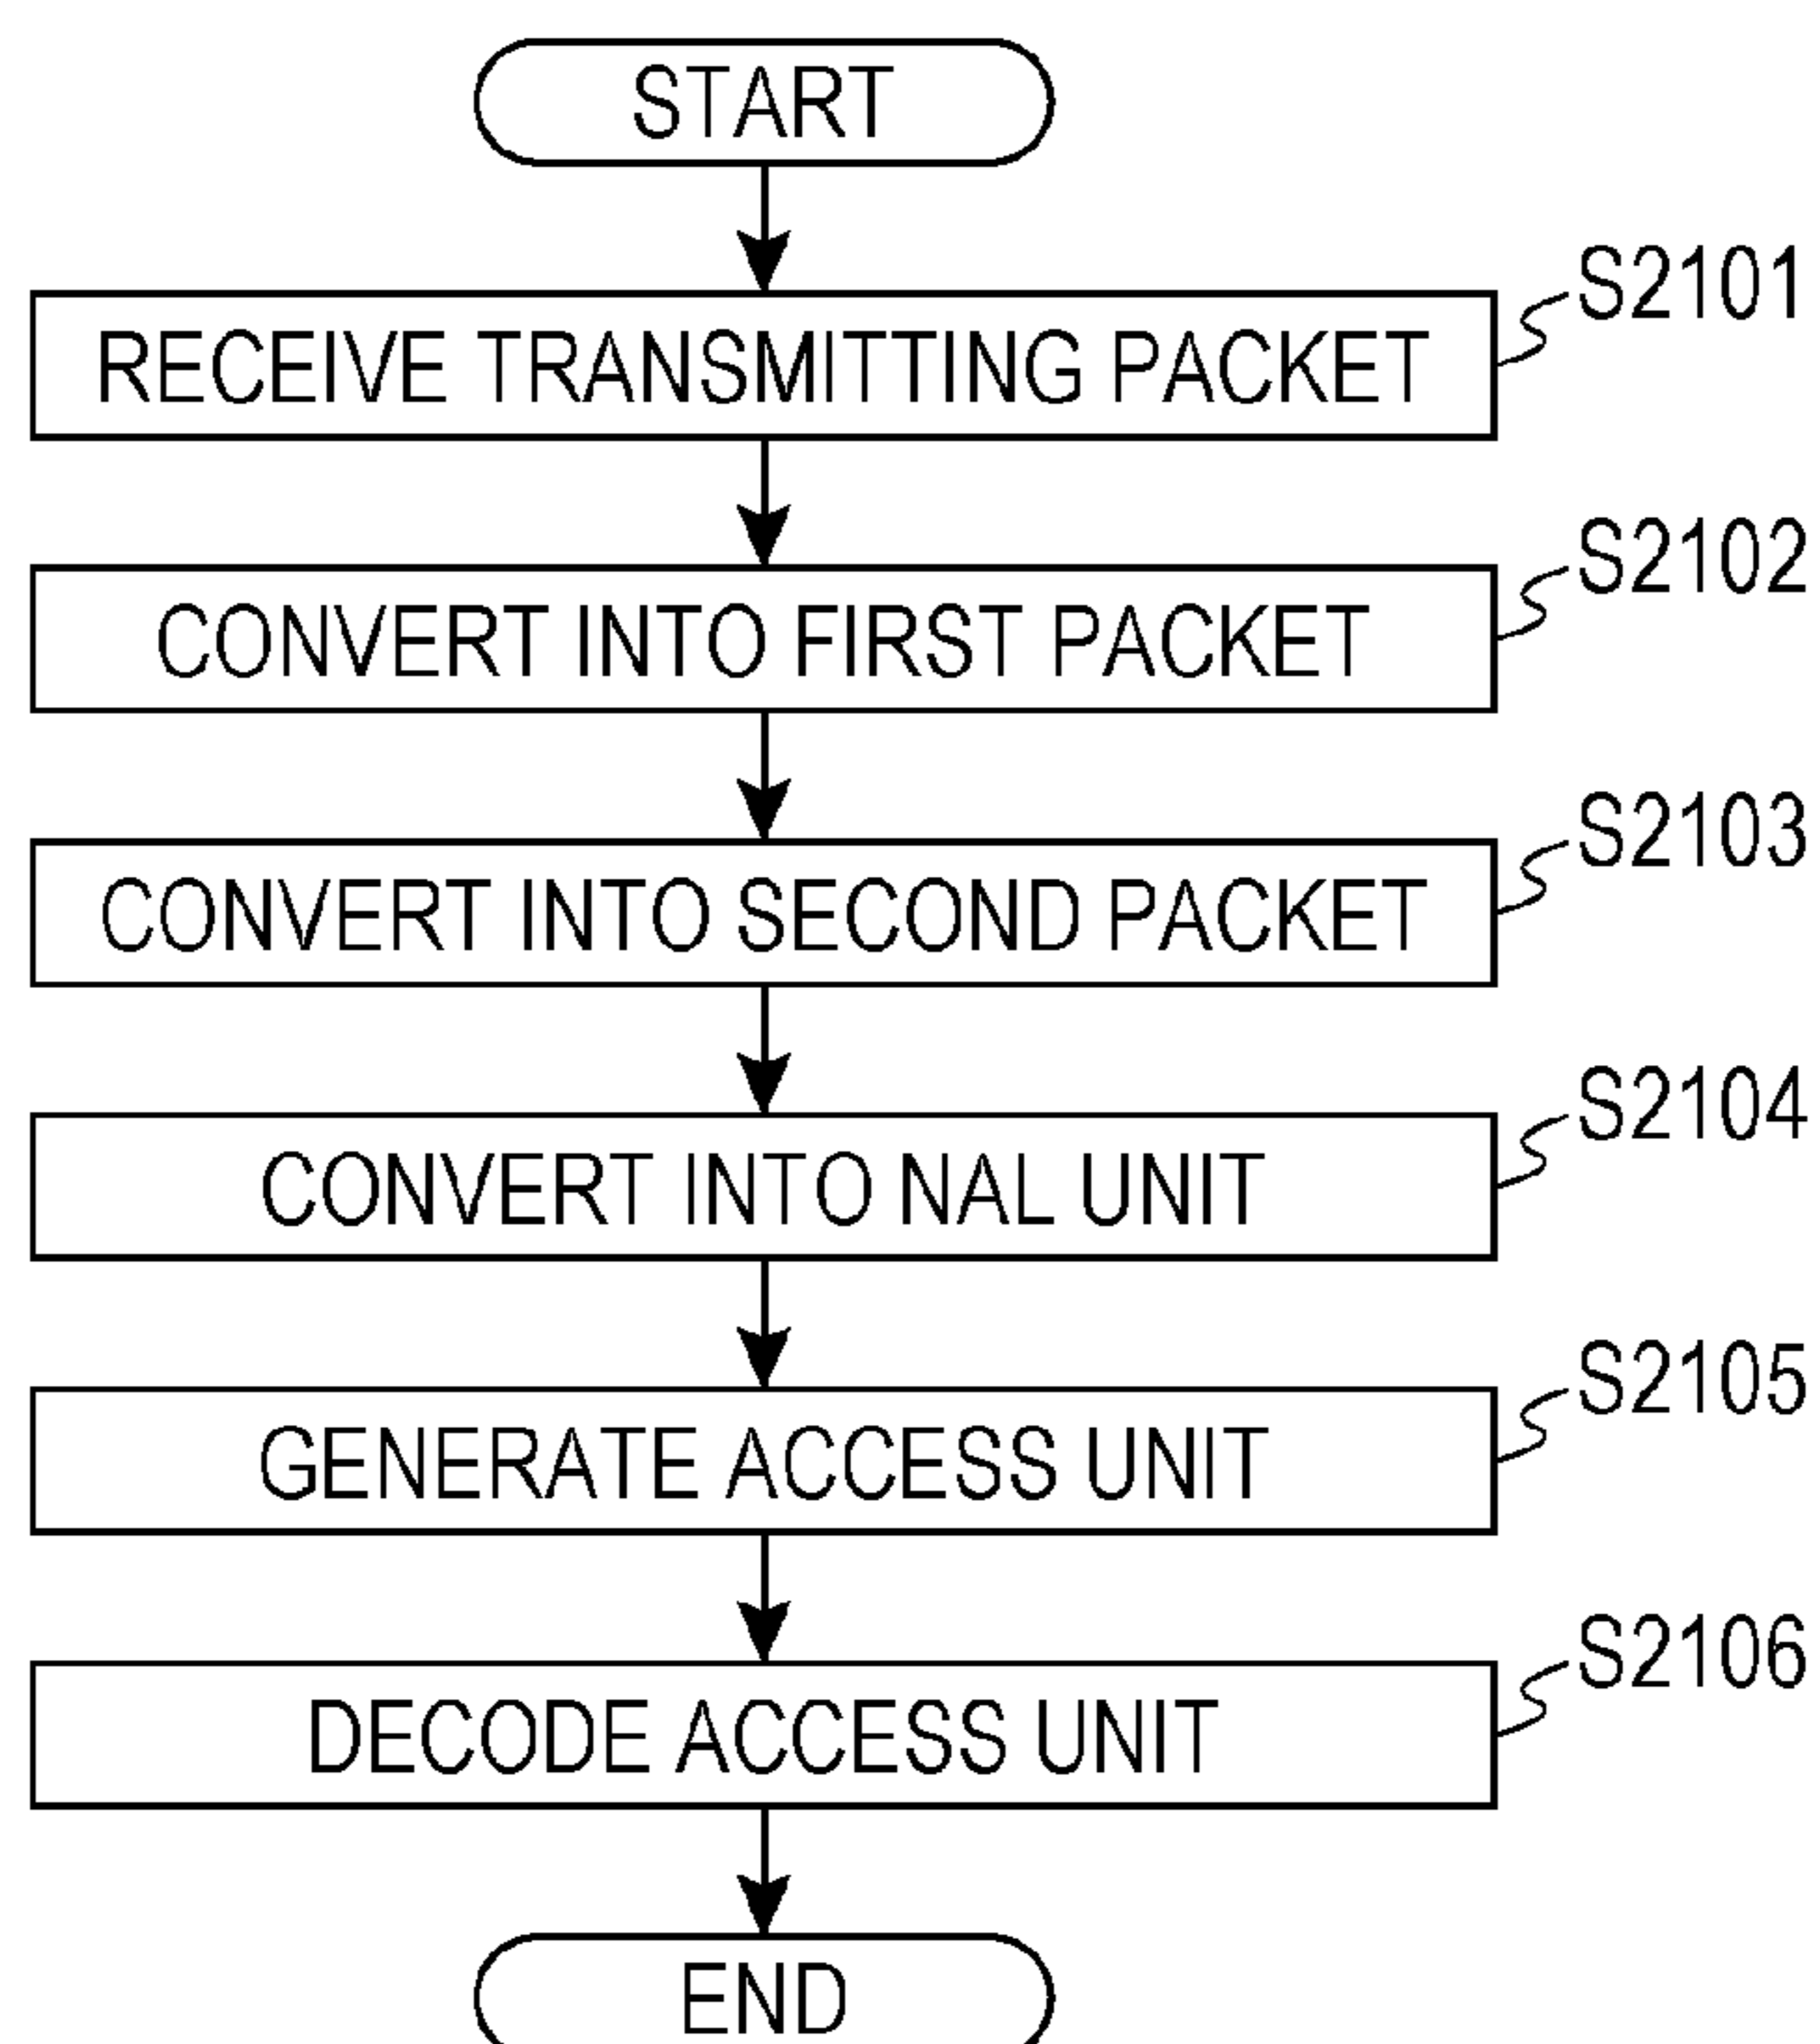 START
S2101
RECEIVE TRANSMITTING PACKET
S2102
CONVERT INTO FIRST PACKET
S2103
CONVERT INTO SECOND PACKET
S2104
CONVERT INTO NAL UNIT
S2105
GENERATE ACCESS UNIT
S2106
DECODE ACCESS UNIT
END